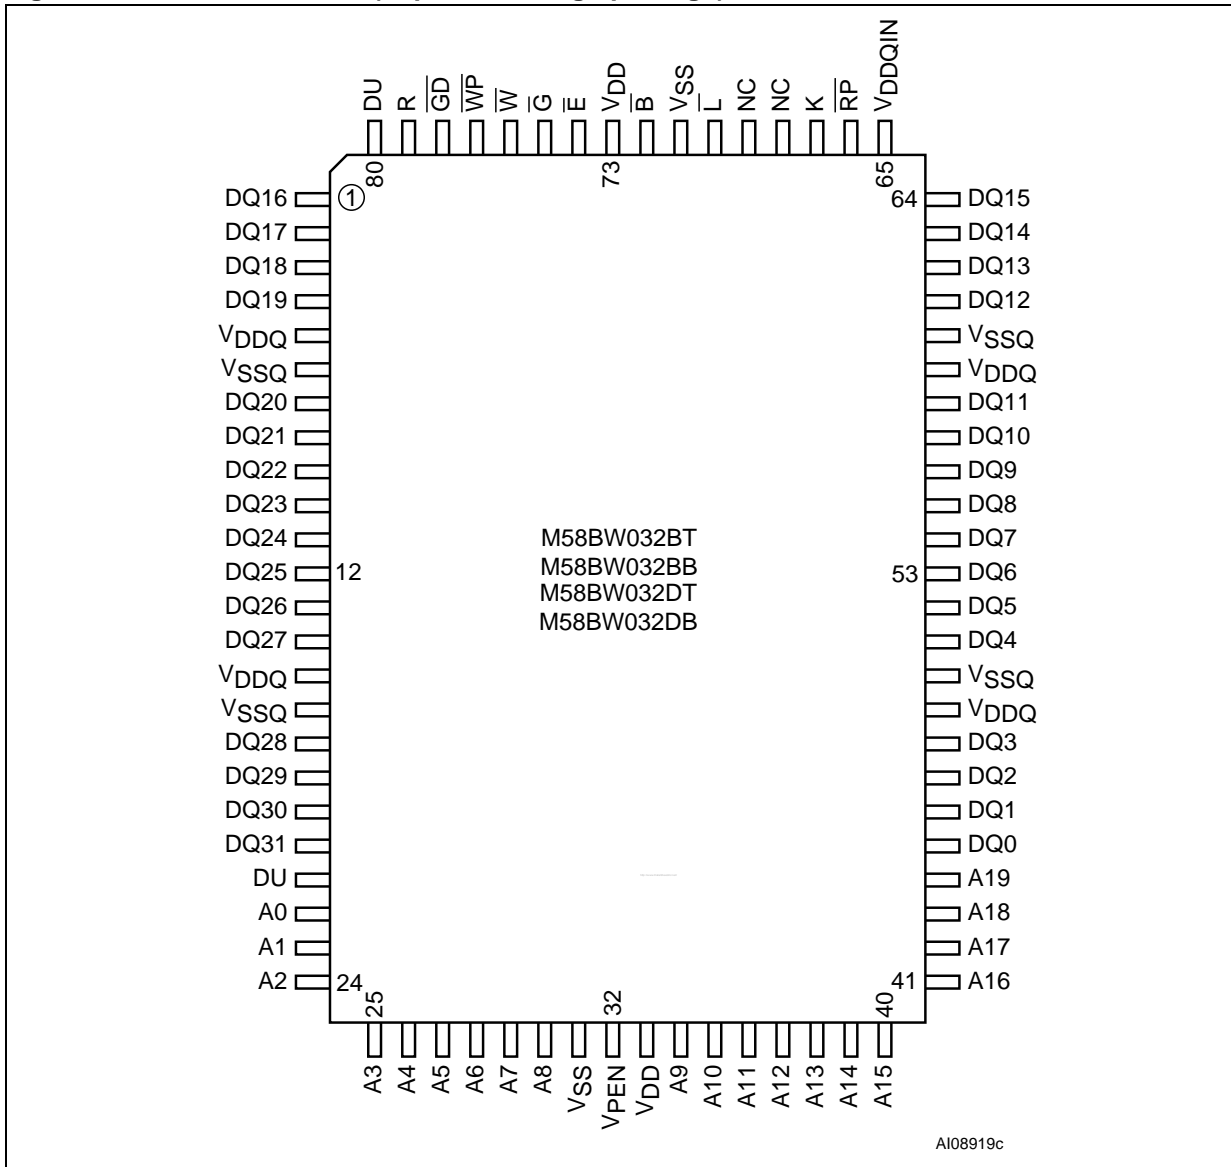 DU R G̅D̅ W̅P̅ W̅ G̅ E̅ VDD B̅ VSS L̅ NC NC K R̅P̅ VDDQIN
80 73 65
DQ16 1 64 DQ15
DQ17 DQ14
DQ18 DQ13
DQ19 DQ12
VDDQ VSSQ
VSSQ VDDQ
DQ20 DQ11
DQ21 DQ10
DQ22 DQ9
DQ23 DQ8
DQ24 M58BW032BT DQ7
DQ25 12 M58BW032BB 53 DQ6
DQ26 M58BW032DT DQ5
DQ27 M58BW032DB DQ4
VDDQ VSSQ
VSSQ VDDQ
DQ28 DQ3
DQ29 DQ2
DQ30 DQ1
DQ31 DQ0
DU A19
A0 A18
A1 A17
A2 24 41 A16
25 32 40
A3 A4 A5 A6 A7 A8 VSS VPEN VDD A9 A10 A11 A12 A13 A14 A15
AI08919c